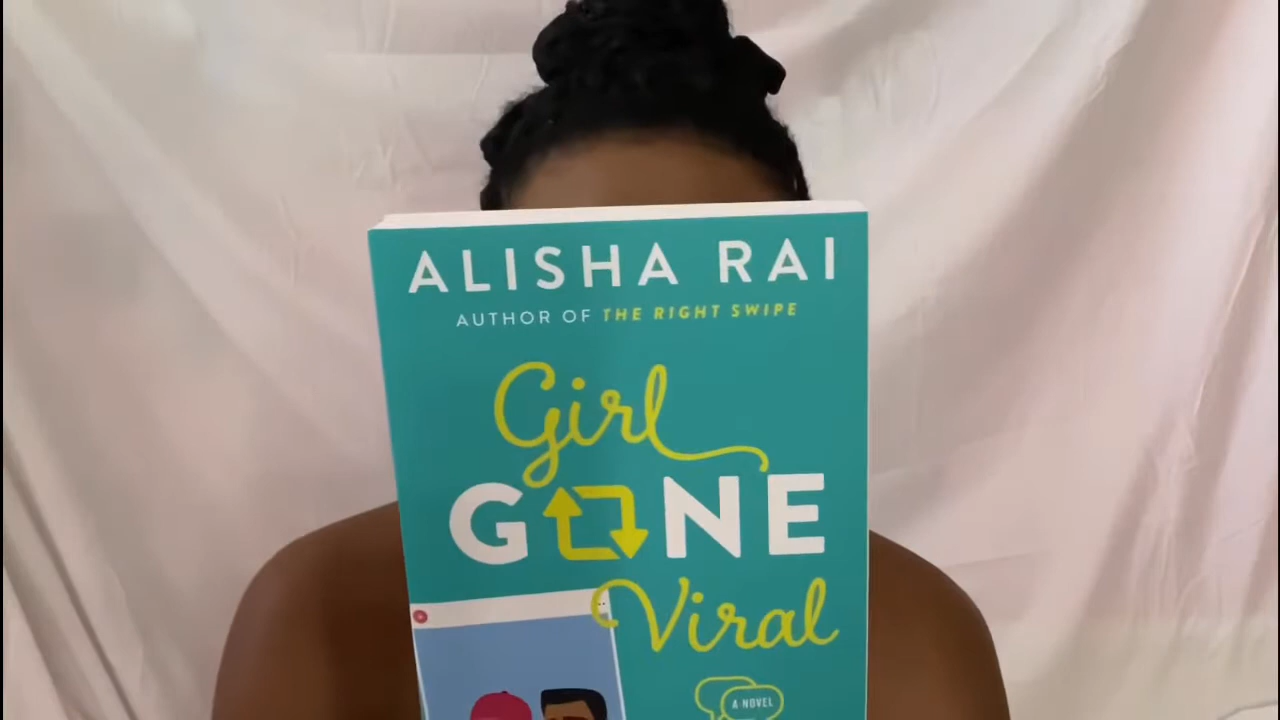 ALISHA RAI
AUTHOR OF THE RIGHT SWIPE
Girl
GONE
Viral
A NOVEL